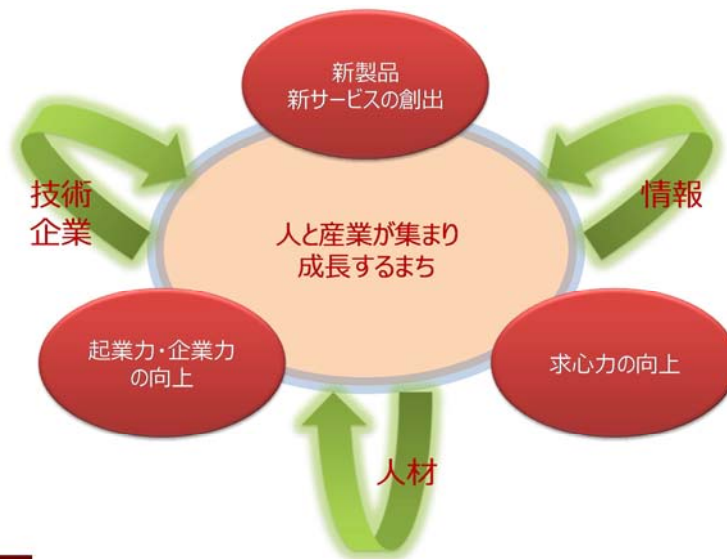 新製品
新サービスの創出
技術
企業
情報
人と産業が集まり
成長するまち
起業力・企業力
の向上
求心力の向上
人材